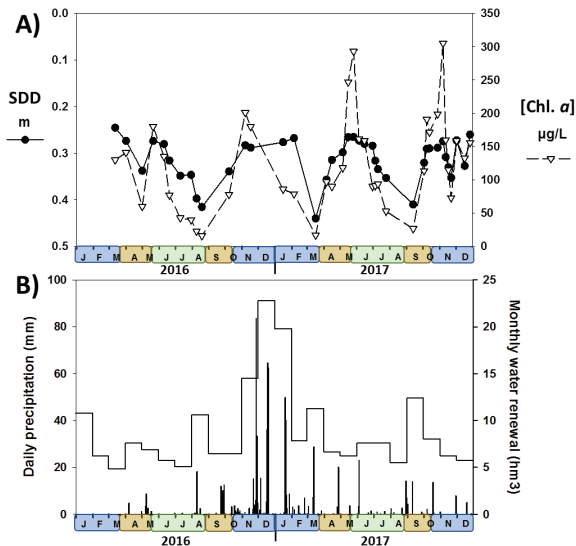 A)
SDD
m
0.0
0.1
0.2
0.3
0.4
0.5
350
300
250
200
150
100
50
0
[Chl. a]
µg/L
J F M A M J J A S O N D J F M A M J J A S O N D
2016 2017
B)
Daily precipitation (mm)
100
80
60
40
20
0
25
20
15
10
5
0
Monthly water renewal (hm3)
J F M A M J J A S O N D J F M A M J J A S O N D
2016 2017